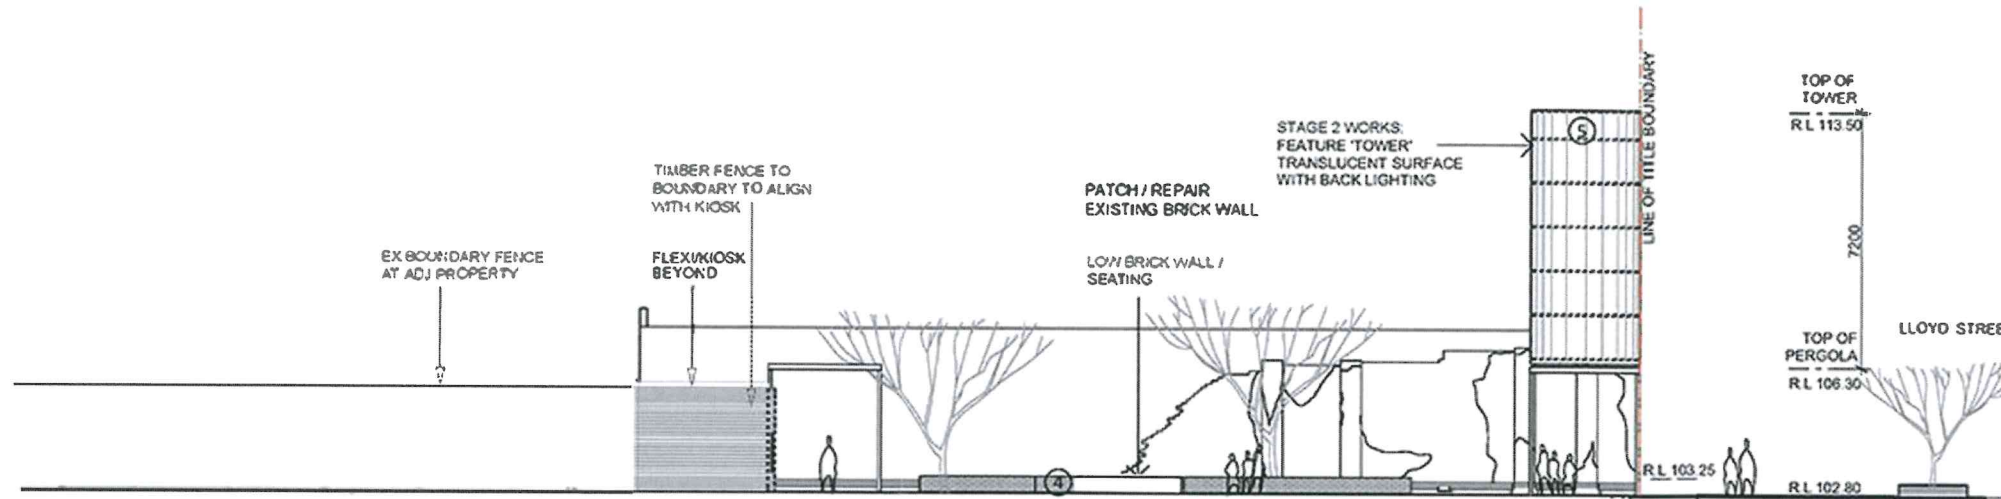 EX BOUNDARY FENCE
AT ADJ PROPERTY
TIMBER FENCE TO
BOUNDARY TO ALIGN
WITH KIOSK
FLEXI/KIOSK
BEYOND
PATCH / REPAIR
EXISTING BRICK WALL
LOW BRICK WALL /
SEATING
STAGE 2 WORKS:
FEATURE 'TOWER'
TRANSLUCENT SURFACE
WITH BACK LIGHTING
4
5
LINE OF TITLE BOUNDARY
TOP OF
TOWER
R L 113.50
7200
TOP OF
PERGOLA
R L 106.30
LLOYD STREE
R L 103.25
R L 102.80